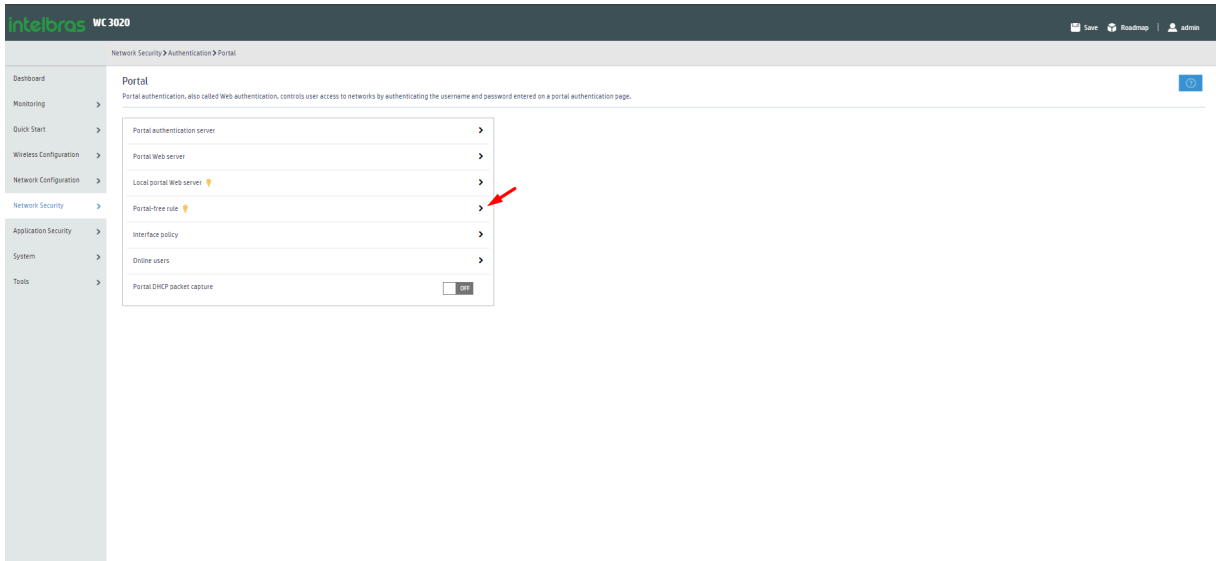 intelbras WC 3020
Save Roadmap | admin
Network Security > Authentication > Portal
Dashboard
Monitoring
Quick Start
Wireless Configuration
Network Configuration
Network Security
Application Security
System
Tools
Portal
Portal authentication, also called Web authentication, controls user access to networks by authenticating the username and password entered on a portal authentication page.
Portal authentication server
Portal Web server
Local portal Web server
Portal-free rule
Interface policy
Online users
Portal DHCP packet capture OFF